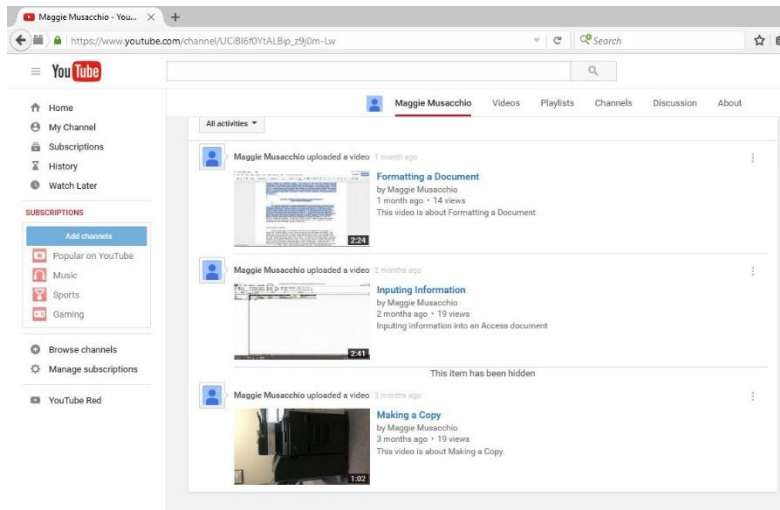 Maggie Musacchio - You...
https://www.youtube.com/channel/UCiBI6f0YtALBip_z9j0m-Lw
Search
YouTube
Maggie Musacchio Videos Playlists Channels Discussion About
Home
My Channel
Subscriptions
History
Watch Later
SUBSCRIPTIONS
Add channels
Popular on YouTube
Music
Sports
Gaming
Browse channels
Manage subscriptions
YouTube Red
All activities
Maggie Musacchio uploaded a video 1 month ago
Formatting a Document
by Maggie Musacchio
1 month ago • 14 views
This video is about Formatting a Document
2:24
Maggie Musacchio uploaded a video 2 months ago
Inputing Information
by Maggie Musacchio
2 months ago • 19 views
Inputing information into an Access document
2:41
This item has been hidden
Maggie Musacchio uploaded a video 3 months ago
Making a Copy
by Maggie Musacchio
3 months ago • 19 views
This video is about Making a Copy.
1:02